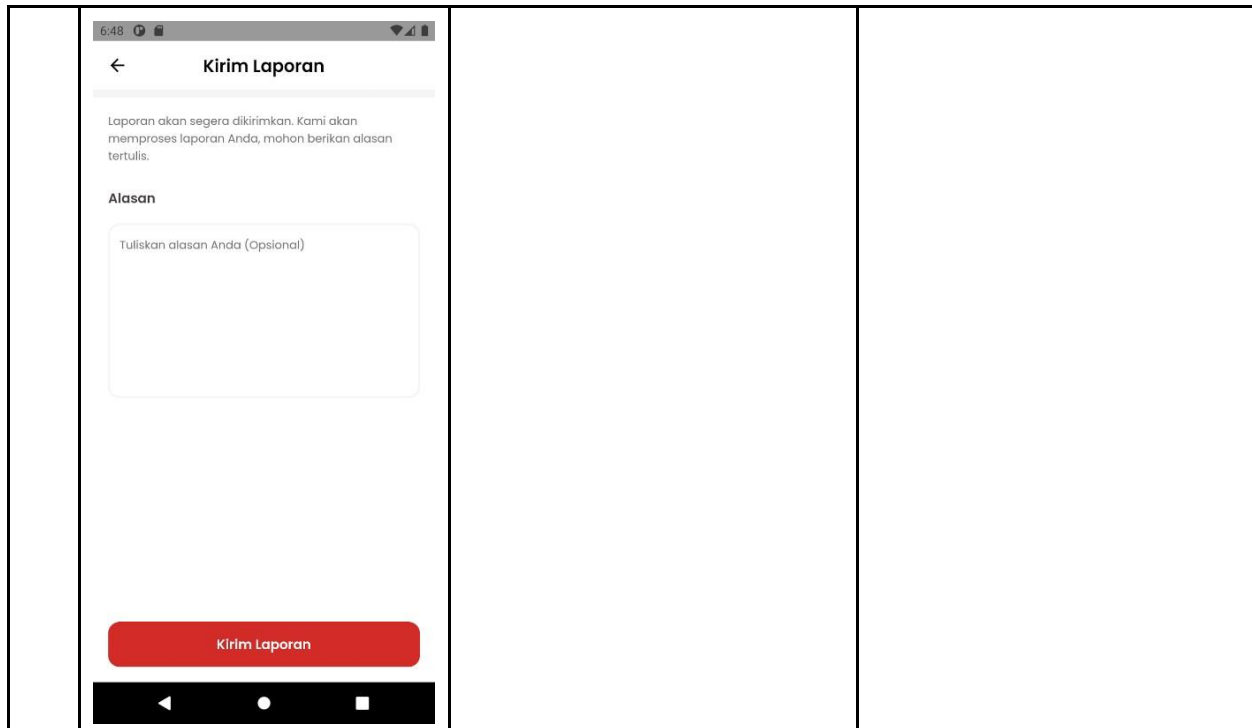 6:48
Kirim Laporan
Laporan akan segera dikirimkan. Kami akan
memproses laporan Anda, mohon berikan alasan
tertulis.
Alasan
Tuliskan alasan Anda (Opsional)
Kirim Laporan